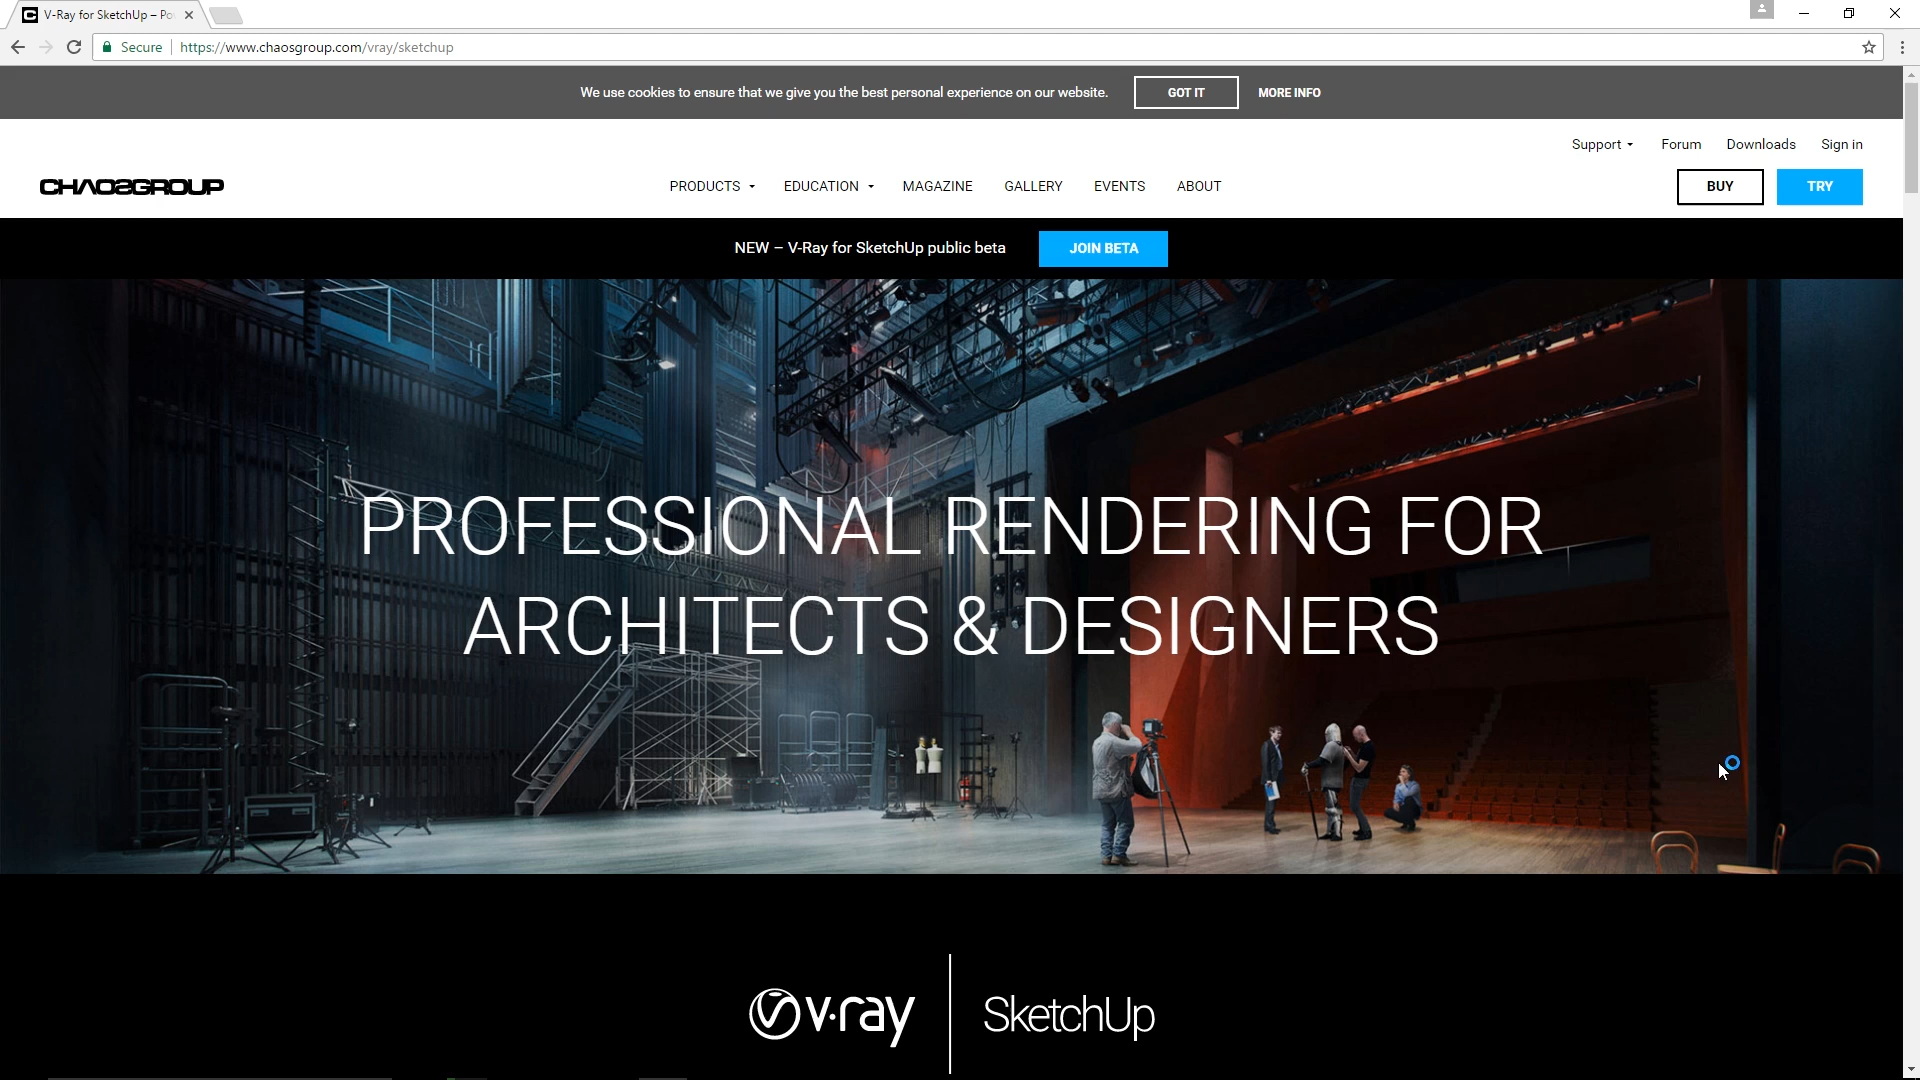 V-Ray for SketchUp – Po
Secure
https://www.chaosgroup.com/vray/sketchup
We use cookies to ensure that we give you the best personal experience on our website.
GOT IT
MORE INFO
Support
Forum
Downloads
Sign in
CHAOSGROUP
PRODUCTS
EDUCATION
MAGAZINE
GALLERY
EVENTS
ABOUT
BUY
TRY
NEW – V-Ray for SketchUp public beta
JOIN BETA
PROFESSIONAL RENDERING FOR
ARCHITECTS & DESIGNERS
v·ray
SketchUp